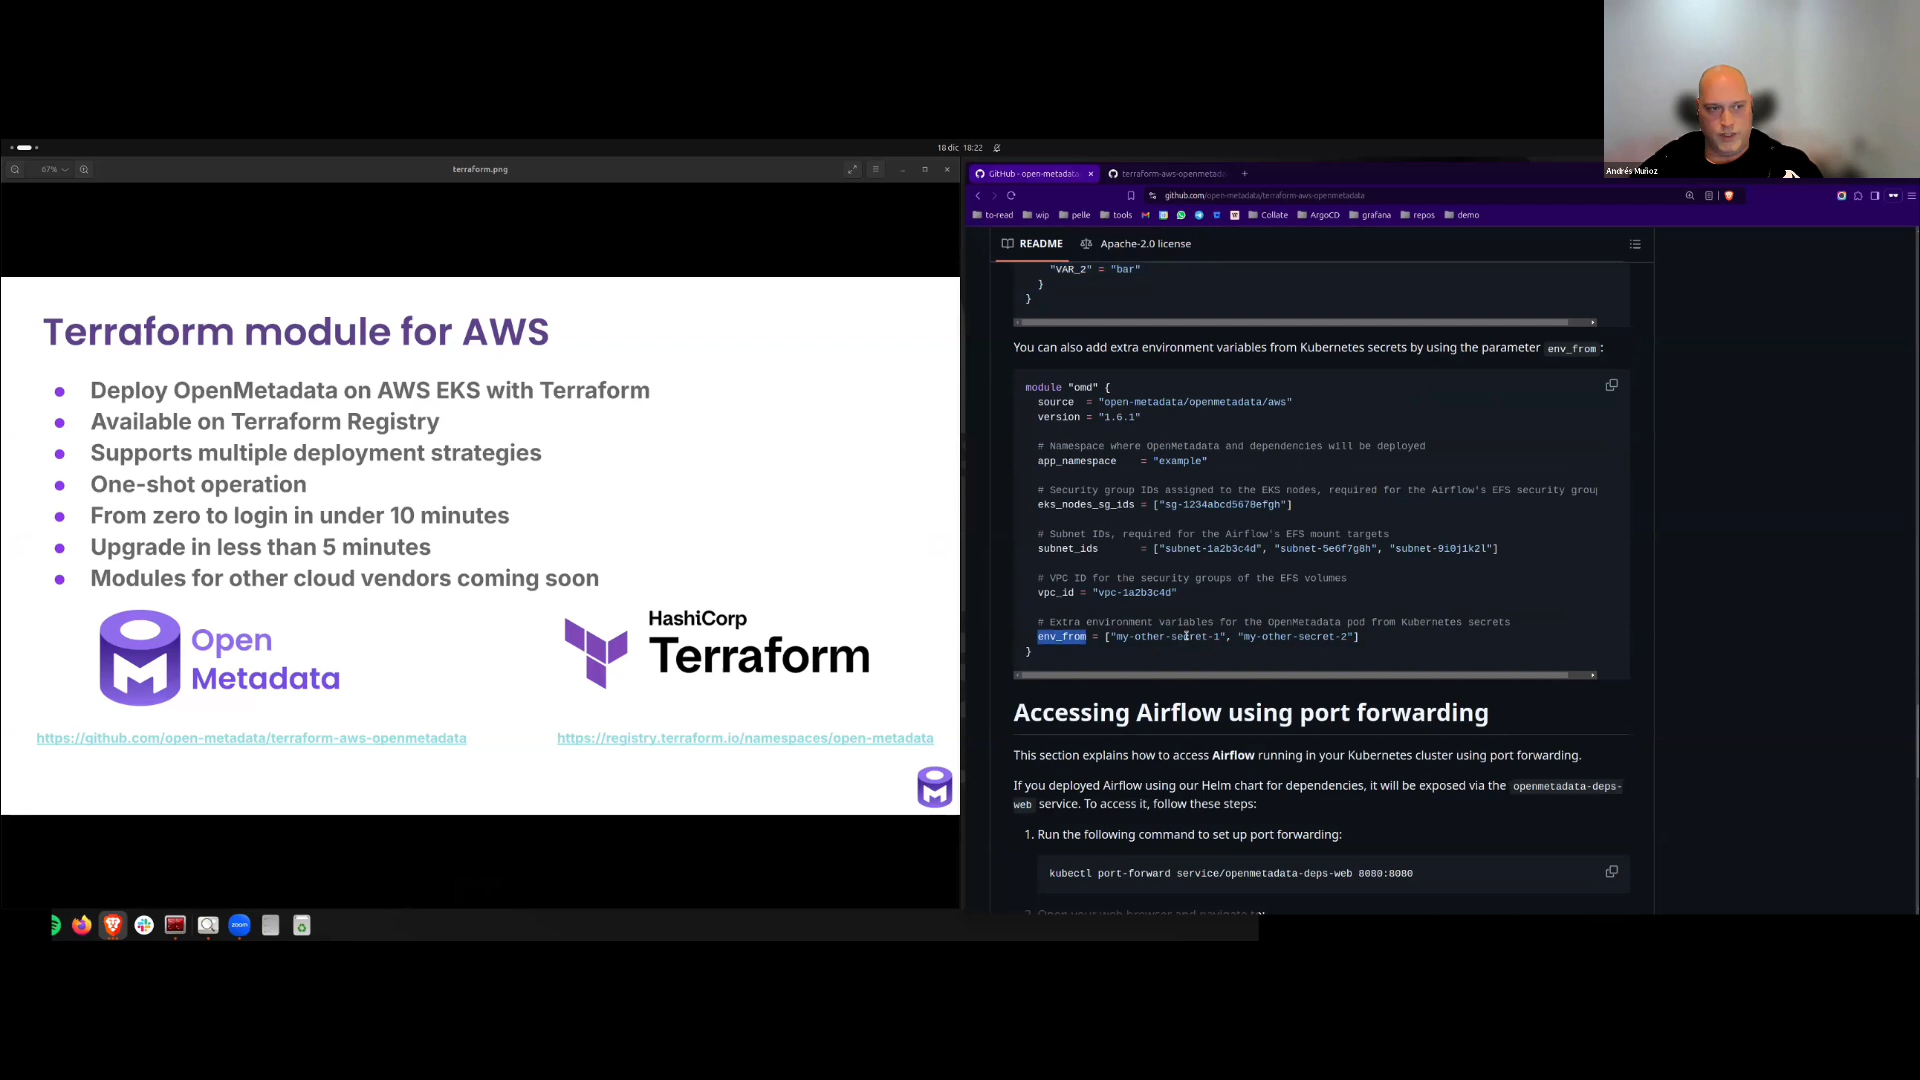 Andrés Muñoz
18 dic 18:22
67%
terraform.png
Terraform module for AWS
Deploy OpenMetadata on AWS EKS with Terraform
Available on Terraform Registry
Supports multiple deployment strategies
One-shot operation
From zero to login in under 10 minutes
Upgrade in less than 5 minutes
Modules for other cloud vendors coming soon
Open
Metadata
HashiCorp
Terraform
https://github.com/open-metadata/terraform-aws-openmetadata
https://registry.terraform.io/namespaces/open-metadata
zoom
GitHub - open-metadata
terraform-aws-openmetad
github.com/open-metadata/terraform-aws-openmetadata
to-read wip pelle tools Collate ArgoCD grafana repos demo
README Apache-2.0 license
"VAR_2" = "bar"
}
}
You can also add extra environment variables from Kubernetes secrets by using the parameter env_from :
module "omd" {
source = "open-metadata/openmetadata/aws"
version = "1.6.1"
# Namespace where OpenMetadata and dependencies will be deployed
app_namespace = "example"
# Security group IDs assigned to the EKS nodes, required for the Airflow's EFS security group
eks_nodes_sg_ids = ["sg-1234abcd5678efgh"]
# Subnet IDs, required for the Airflow's EFS mount targets
subnet_ids = ["subnet-1a2b3c4d", "subnet-5e6f7g8h", "subnet-9i0j1k2l"]
# VPC ID for the security groups of the EFS volumes
vpc_id = "vpc-1a2b3c4d"
# Extra environment variables for the OpenMetadata pod from Kubernetes secrets
env_from = ["my-other-secret-1", "my-other-secret-2"]
}
Accessing Airflow using port forwarding
This section explains how to access Airflow running in your Kubernetes cluster using port forwarding.
If you deployed Airflow using our Helm chart for dependencies, it will be exposed via the openmetadata-deps-
web service. To access it, follow these steps:
1. Run the following command to set up port forwarding:
kubectl port-forward service/openmetadata-deps-web 8080:8080
2. Open your web browser and navigate to: